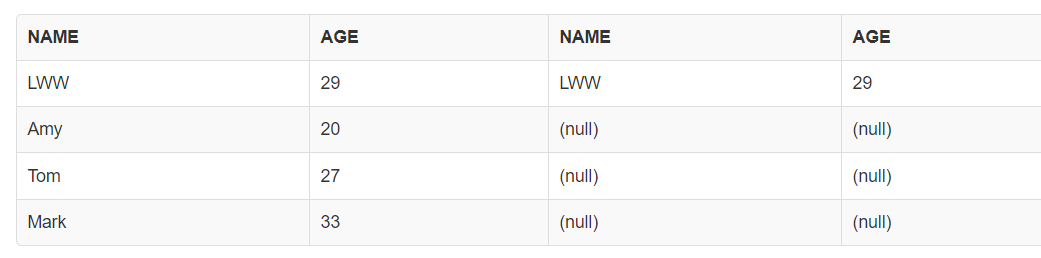 NAME AGE NAME AGE
LWW 29 LWW 29
Amy 20 (null) (null)
Tom 27 (null) (null)
Mark 33 (null) (null)